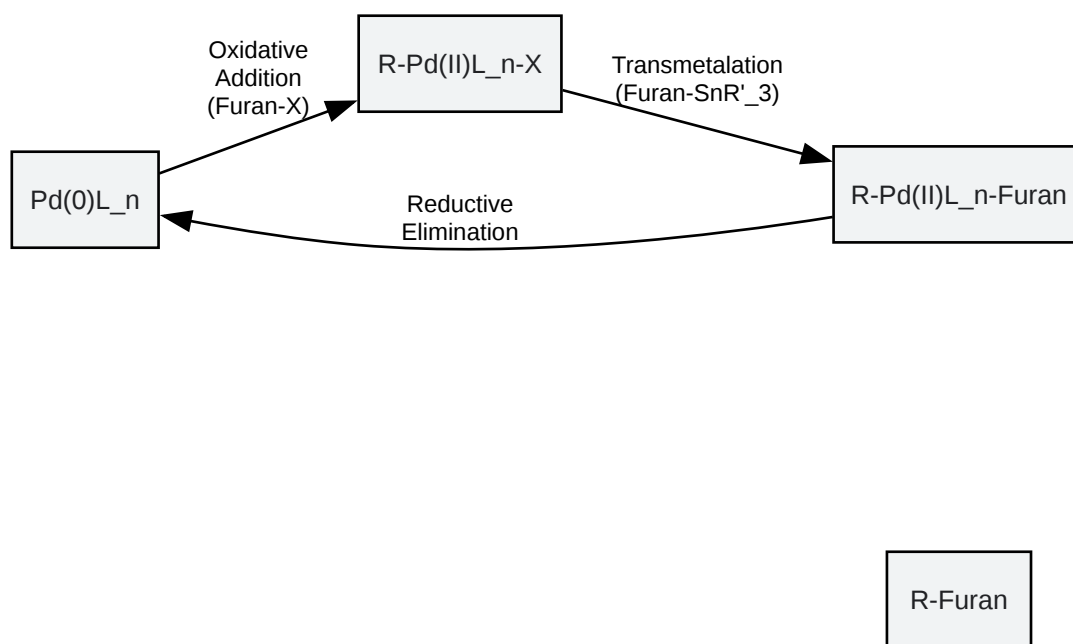 Oxidative
Addition
(Furan-X)
R-Pd(II)L_n-X
Transmetalation
(Furan-SnR'_3)
Pd(0)L_n
R-Pd(II)L_n-Furan
Reductive
Elimination
R-Furan